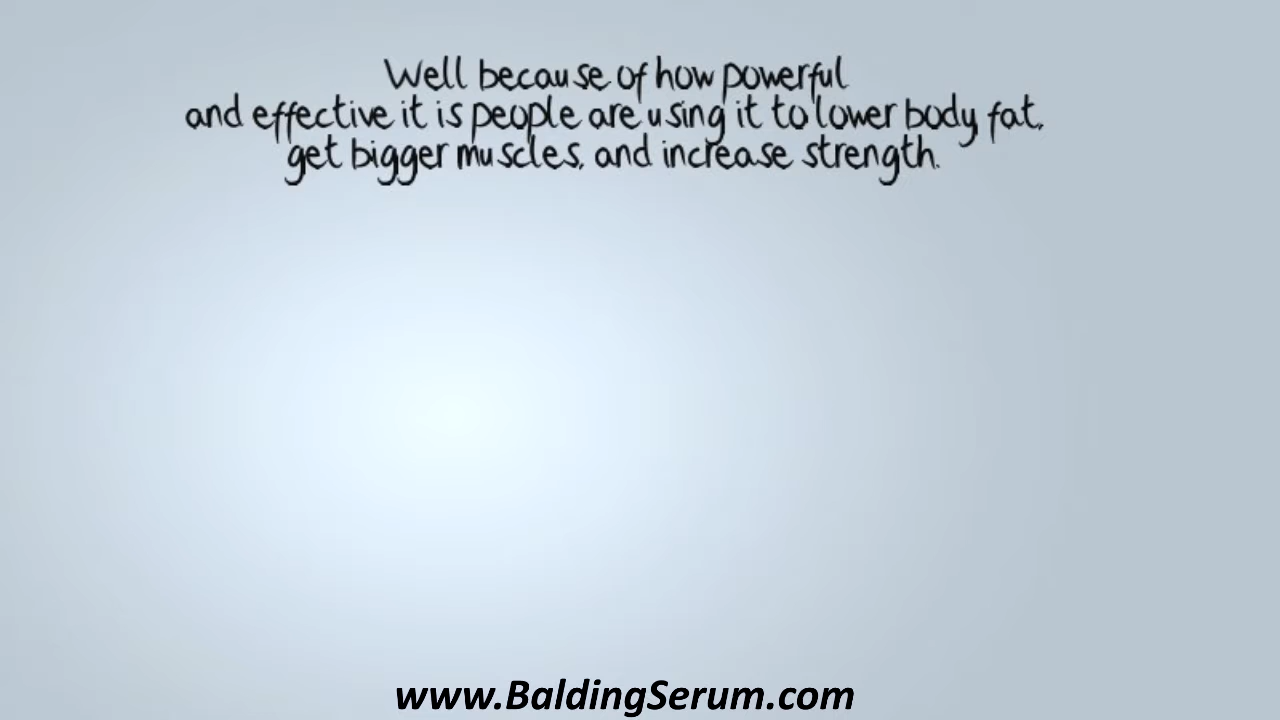 Well because of how powerful
and effective it is people are using it to lower body fat,
get bigger muscles, and increase strength.
www.BaldingSerum.com